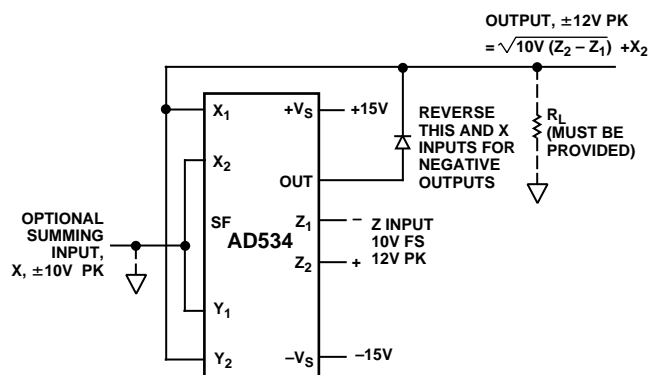 OUTPUT, ±12V PK
= √10V (Z2 – Z1) +X2
X1
+VS
+15V
REVERSE
THIS AND X
INPUTS FOR
NEGATIVE
OUTPUTS
RL
(MUST BE
PROVIDED)
X2
OUT
OPTIONAL
SUMMING
INPUT,
X, ±10V PK
SF
AD534
Z1
–
Z INPUT
10V FS
12V PK
Z2
+
Y1
Y2
–VS
–15V